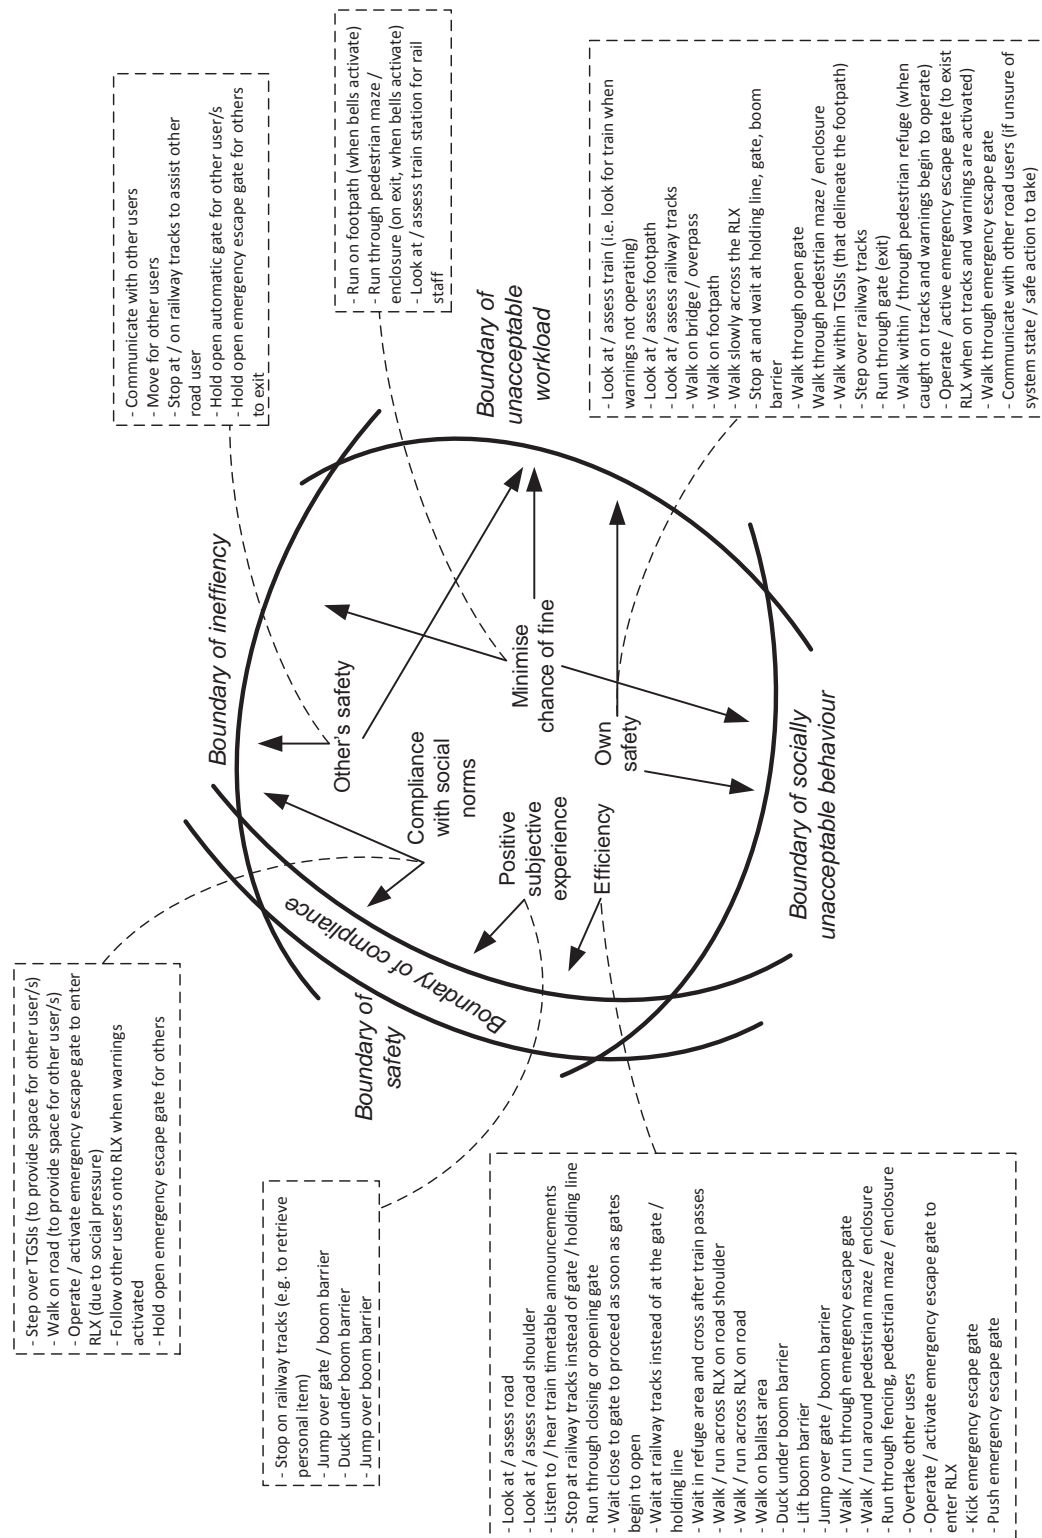 - Step over TGSIs (to provide space for other user/s)
- Walk on road (to provide space for other user/s)
- Operate / activate emergency escape gate to enter
RLX (due to social pressure)
- Follow other users onto RLX when warnings
activated
- Hold open emergency escape gate for others
- Communicate with other users
- Move for other users
- Stop at / on railway tracks to assist other
road user
- Hold open automatic gate for other user/s
- Hold open emergency escape gate for others
to exit
- Stop on railway tracks (e.g. to retrieve
personal item)
- Jump over gate / boom barrier
- Duck under boom barrier
- Jump over boom barrier
Boundary of
safety
Boundary of compliance
Boundary of ineffiency
- Run on footpath (when bells activate)
- Run through pedestrian maze /
enclosure (on exit, when bells activate)
- Look at / assess train station for rail
staff
Other's safety
Compliance
with social
norms
Positive
subjective
experience
Minimise
chance of fine
Boundary of
unacceptable
workload
Efficiency
Own
safety
- Look at / assess road
- Look at / assess road shoulder
- Listen to / hear train timetable announcements
- Stop at railway tracks instead of gate / holding line
- Run through closing or opening gate
- Wait close to gate to proceed as soon as gates
begin to open
- Wait at railway tracks instead of at the gate /
holding line
- Wait in refuge area and cross after train passes
- Walk / run across RLX on road shoulder
- Walk / run across RLX on road
- Walk on ballast area
- Duck under boom barrier
- Lift boom barrier
- Jump over gate / boom barrier
- Walk / run through emergency escape gate
- Walk / run around pedestrian maze / enclosure
- Run through fencing, pedestrian maze / enclosure
- Overtake other users
- Operate / activate emergency escape gate to
enter RLX
- Kick emergency escape gate
- Push emergency escape gate
- Look at / assess train (i.e. look for train when
warnings not operating)
- Look at / assess footpath
- Look at / assess railway tracks
- Walk on bridge / overpass
- Walk on footpath
- Walk slowly across the RLX
- Stop at and wait at holding line, gate, boom
barrier
- Walk through open gate
Walk through pedestrian maze / enclosure
- Walk within TGSIs (that delineate the footpath)
- Step over railway tracks
- Run through gate (exit)
- Walk within / through pedestrian refuge (when
caught on tracks and warnings begin to operate)
- Operate / active emergency escape gate (to exist
RLX when on tracks and warnings are activated)
- Walk through emergency escape gate
- Communicate with other road users (if unsure of
system state / safe action to take)
Boundary of socially
unacceptable behaviour